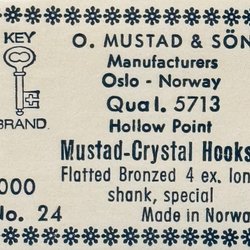 KEY
BRAND.
O. MUSTAD & SÖN
Manufacturers
Oslo - Norway
Qual. 5713
Hollow Point
Mustad-Crystal Hooks
Flatted Bronzed 4 ex. lon
shank, special
000
No. 24
Made in Norwa